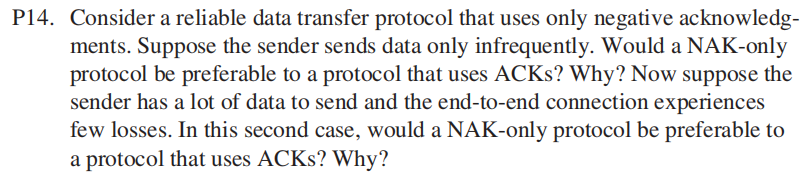 P14. Consider a reliable data transfer protocol that uses only negative acknowledg-
ments. Suppose the sender sends data only infrequently. Would a NAK-only
protocol be preferable to a protocol that uses ACKs? Why? Now suppose the
sender has a lot of data to send and the end-to-end connection experiences
few losses. In this second case, would a NAK-only protocol be preferable to
a protocol that uses ACKs? Why?